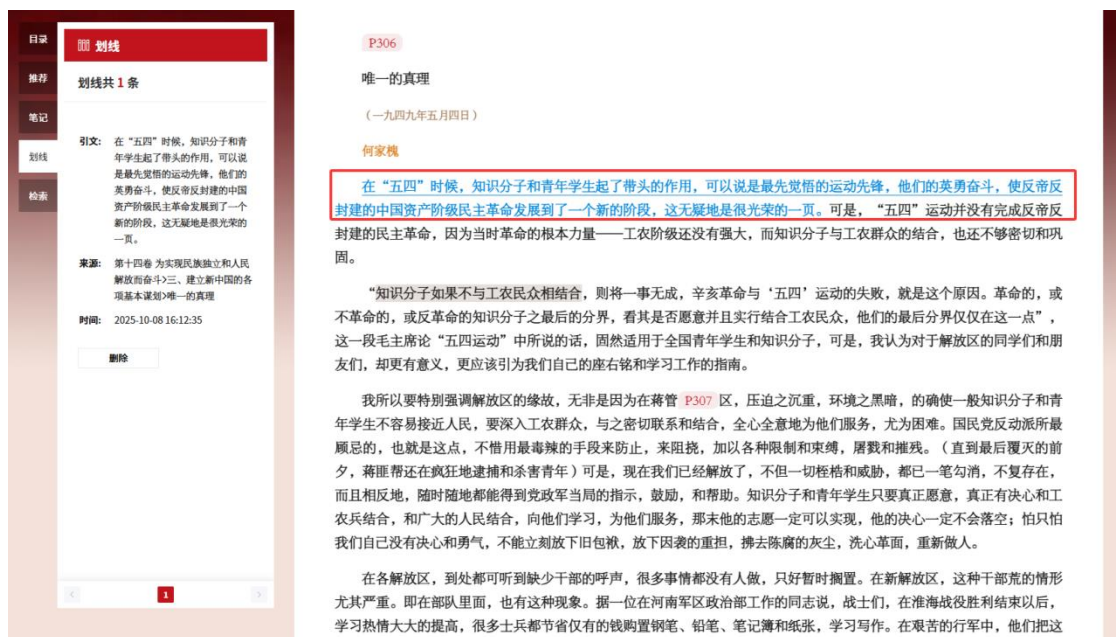 目录
推荐
笔记
划线
检索
划线
划线共 1 条
引文: 在“五四”时候，知识分子和青
年学生起了带头的作用，可以说
是最先觉悟的运动先锋，他们的
英勇奋斗，使反帝反封建的中国
资产阶级民主革命发展到了一个
新的阶段，这无疑地是很光荣的
一页。
来源: 第十四卷 为实现民族独立和人民
解放而奋斗>三、建立新中国的各
项基本谋划>唯一的真理
时间: 2025-10-08 16:12:35
删除
1
P306
唯一的真理
（一九四九年五月四日）
何家槐
在“五四”时候，知识分子和青年学生起了带头的作用，可以说是最先觉悟的运动先锋，他们的英勇奋斗，使反帝反
封建的中国资产阶级民主革命发展到了一个新的阶段，这无疑地是很光荣的一页。可是，“五四”运动并没有完成反帝反
封建的民主革命，因为当时革命的根本力量——工农阶级还没有强大，而知识分子与工农群众的结合，也还不够密切和巩
固。
“知识分子如果不与工农民众相结合，则将一事无成，辛亥革命与‘五四’运动的失败，就是这个原因。革命的，或
不革命的，或反革命的知识分子之最后的分界，看其是否愿意并且实行结合工农民众，他们的最后分界仅仅在这一点”，
这一段毛主席论“五四运动”中所说的话，固然适用于全国青年学生和知识分子，可是，我认为对于解放区的同学们和朋
友们，却更有意义，更应该引为我们自己的座右铭和学习工作的指南。
我所以要特别强调解放区的缘故，无非是因为在蒋管 P307 区，压迫之沉重，环境之黑暗，的确使一般知识分子和青
年学生不容易接近人民，要深入工农群众，与之密切联系和结合，全心全意地为他们服务，尤为困难。国民党反动派所最
顾忌的，也就是这点，不惜用最毒辣的手段来防止，来阻挠，加以各种限制和束缚，屠戮和摧残。（直到最后覆灭的前
夕，蒋匪帮还在疯狂地逮捕和杀害青年）可是，现在我们已经解放了，不但一切桎梏和威胁，都已一笔勾消，不复存在，
而且相反地，随时随地都能得到党政军当局的指示，鼓励，和帮助。知识分子和青年学生只要真正愿意，真正有决心和工
农兵结合，和广大的人民结合，向他们学习，为他们服务，那末他的志愿一定可以实现，他的决心一定不会落空；怕只怕
我们自己没有决心和勇气，不能立刻放下旧包袱，放下因袭的重担，拂去陈腐的灰尘，洗心革面，重新做人。
在各解放区，到处都可听到缺少干部的呼声，很多事情都没有人做，只好暂时搁置。在新解放区，这种干部荒的情形
尤其严重。即在部队里面，也有这种现象。据一位在河南军区政治部工作的同志说，战士们，在淮海战役胜利结束以后，
学习热情大大的提高，很多士兵都节省仅有的钱购置钢笔、铅笔、笔记簿和纸张，学习写作。在艰苦的行军中，他们把这